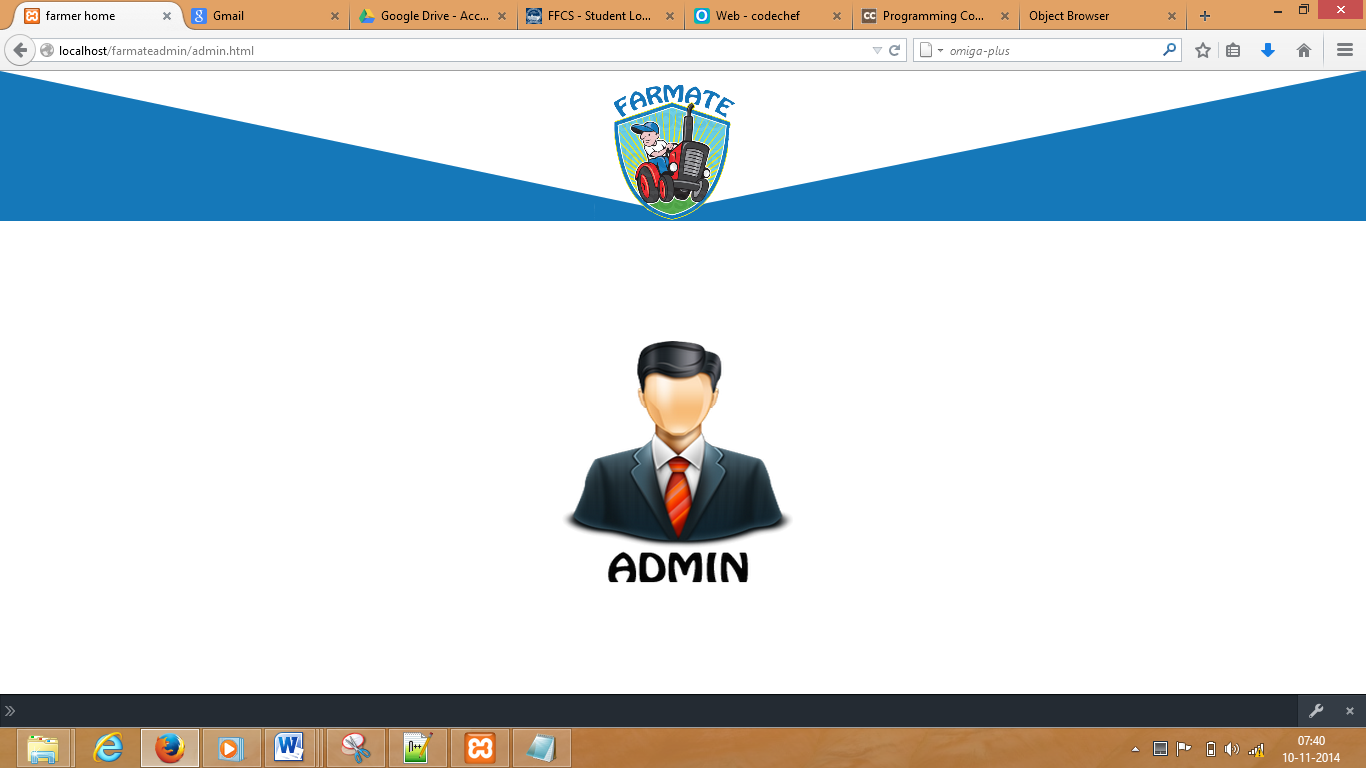 farmer home
Gmail
Google Drive - Acc...
FFCS - Student Lo...
Web - codechef
Programming Co...
Object Browser
localhost/farmateadmin/admin.html
omiga-plus
FARMATE
ADMIN
07:40
10-11-2014